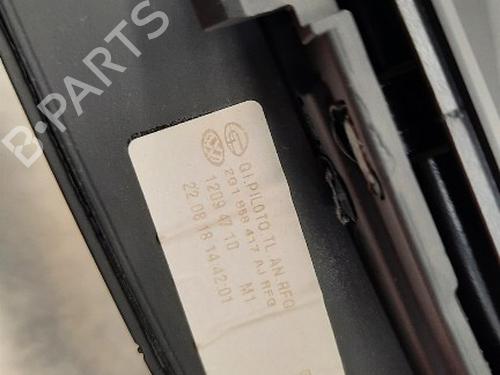 B-PARTS
GI.PILOTO.TL.AN.RFG
2G1 858 417 AJ RFG
1209 47 10 M1
22.08.18 14:42:01